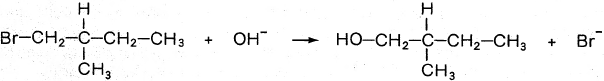 H H
Br—CH₂—C—CH₂—CH₃ + OH⁻ → HO—CH₂—C—CH₂—CH₃ + Br⁻
CH₃ CH₃